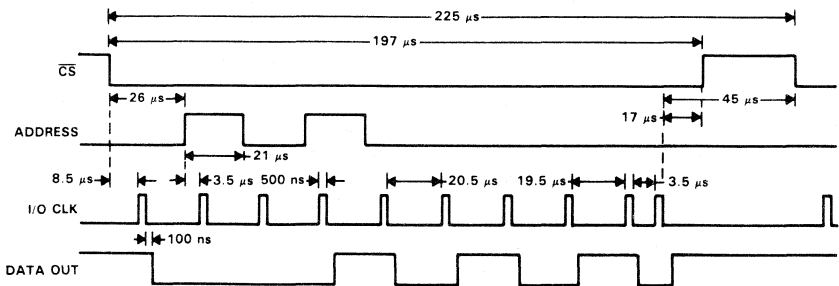 225 µs
197 µs
C̅S̅
26 µs
45 µs
17 µs
ADDRESS
21 µs
8.5 µs
3.5 µs
500 ns
20.5 µs
19.5 µs
3.5 µs
I/O CLK
100 ns
DATA OUT